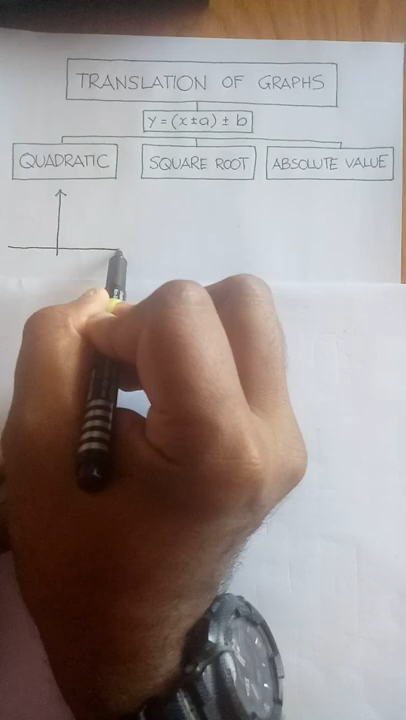 TRANSLATION OF GRAPHS
y = (x ± a) ± b
QUADRATIC
SQUARE ROOT
ABSOLUTE VALUE